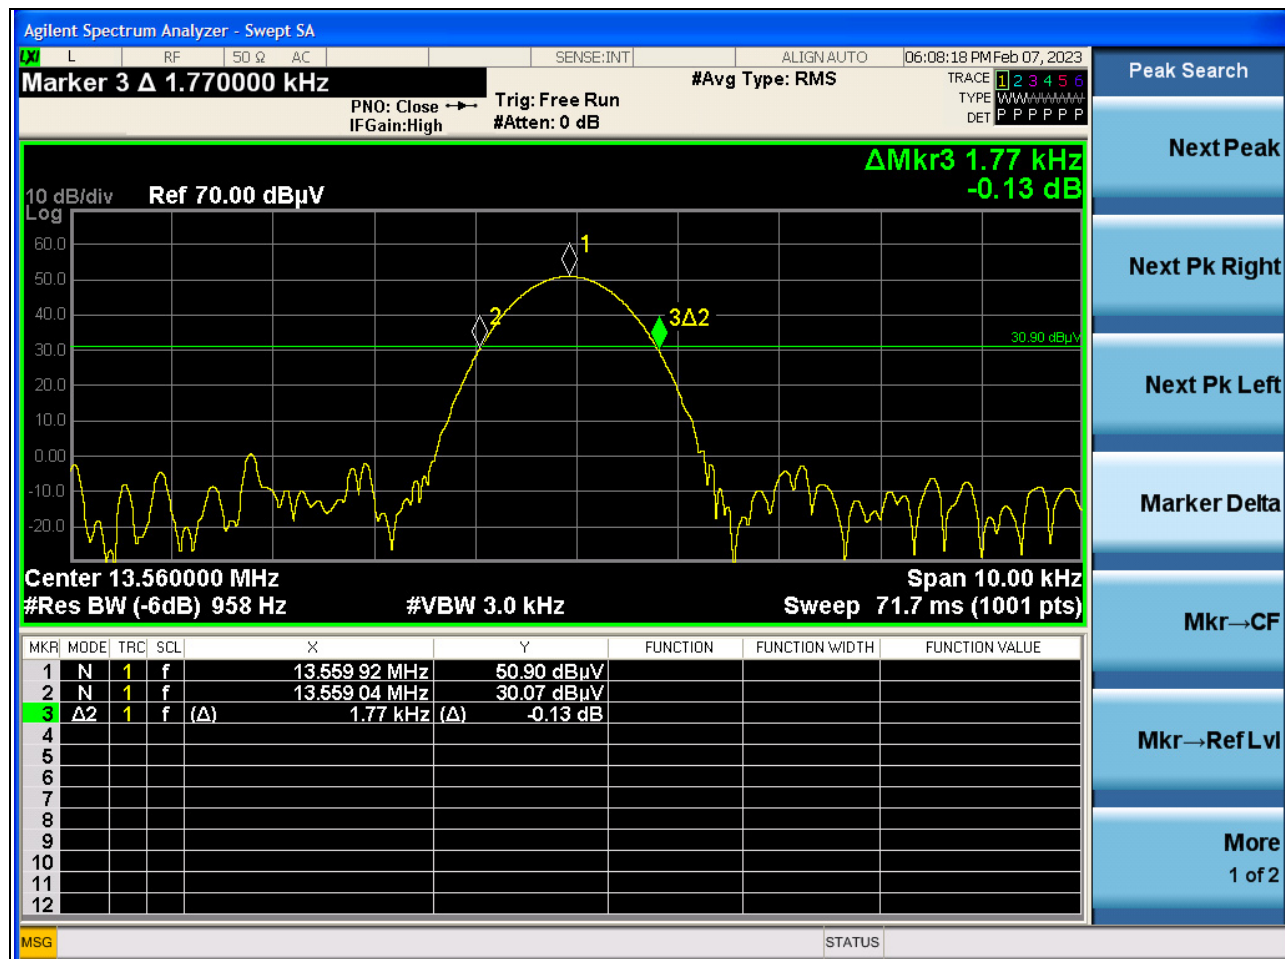 Agilent Spectrum Analyzer - Swept SA
LXI L RF 50 Ω AC SENSE:INT ALIGN AUTO 06:08:18 PM Feb 07, 2023
Marker 3 Δ 1.770000 kHz
PNO: Close
IFGain:High
Trig: Free Run
#Atten: 0 dB
#Avg Type: RMS
TRACE 1 2 3 4 5 6
TYPE WWWWWW
DET P P P P P P
ΔMkr3 1.77 kHz
-0.13 dB
10 dB/div Ref 70.00 dBµV
Log
60.0
50.0
40.0
30.0
20.0
10.0
0.00
-10.0
-20.0
1
2
3Δ2
30.90 dBµV
Center 13.560000 MHz Span 10.00 kHz
#Res BW (-6dB) 958 Hz #VBW 3.0 kHz Sweep 71.7 ms (1001 pts)
MKR MODE TRC SCL X Y FUNCTION FUNCTION WIDTH FUNCTION VALUE
1 N 1 f 13.559 92 MHz 50.90 dBµV
2 N 1 f 13.559 04 MHz 30.07 dBµV
3 Δ2 1 f (Δ) 1.77 kHz (Δ) -0.13 dB
4
5
6
7
8
9
10
11
12
MSG STATUS
Peak Search
Next Peak
Next Pk Right
Next Pk Left
Marker Delta
Mkr→CF
Mkr→Ref Lvl
More
1 of 2